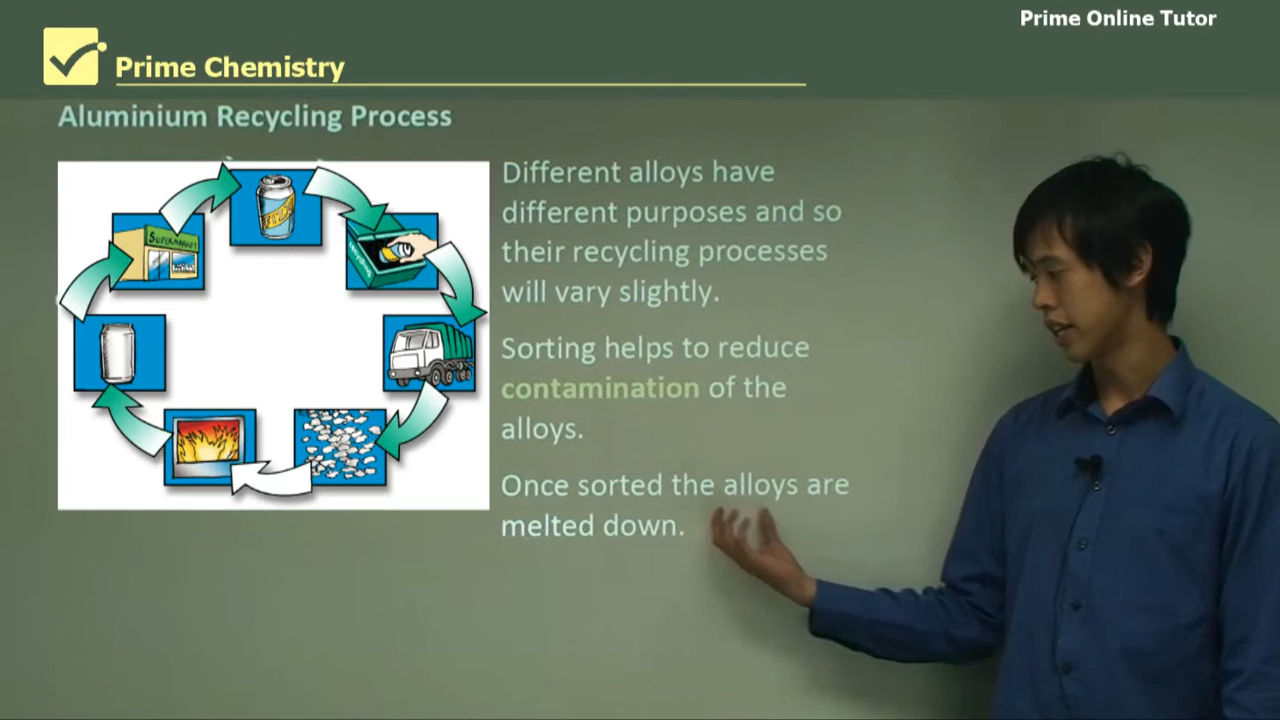 Prime Online Tutor
Prime Chemistry
Aluminium Recycling Process
Different alloys have
different purposes and so
their recycling processes
will vary slightly.
Sorting helps to reduce
contamination of the
alloys.
Once sorted the alloys are
melted down.
SUPERMARKET
recycling